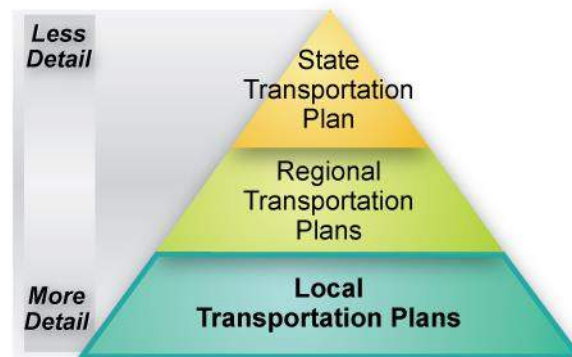 Less
Detail
State
Transportation
Plan
Regional
Transportation
Plans
More
Detail
Local
Transportation Plans